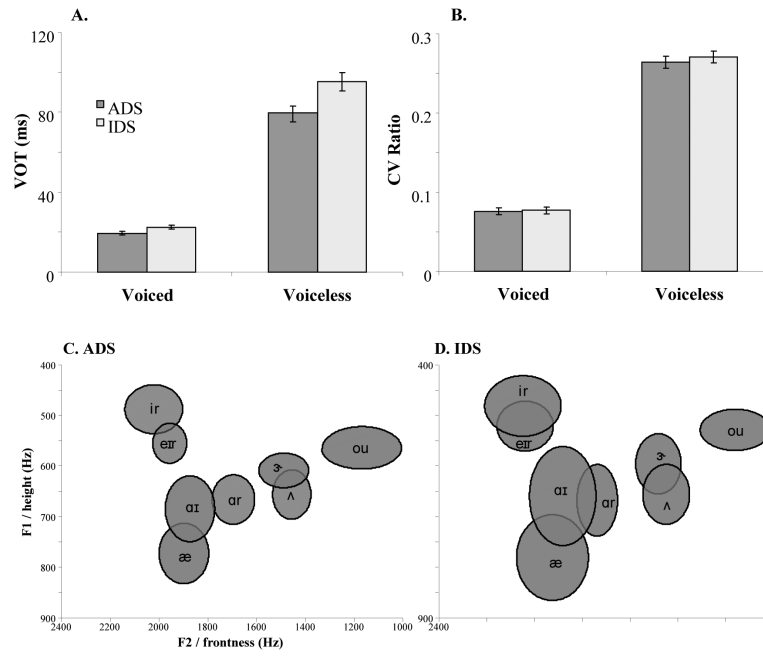 A.
120
80
40
0
VOT (ms)
ADS
IDS
Voiced
Voiceless
B.
0.3
0.2
0.1
0
CV Ratio
Voiced
Voiceless
C. ADS
400
500
600
700
800
900
F1 / height (Hz)
ir
eɪr
ɑɪ
ɑr
æ
ɝ
ʌ
ou
2400
2000
1800
1600
1400
1200
1000
F2 / frontness (Hz)
D. IDS
400
900
2400
ir
eɪr
ɑɪ
ɑr
æ
ɝ
ʌ
ou